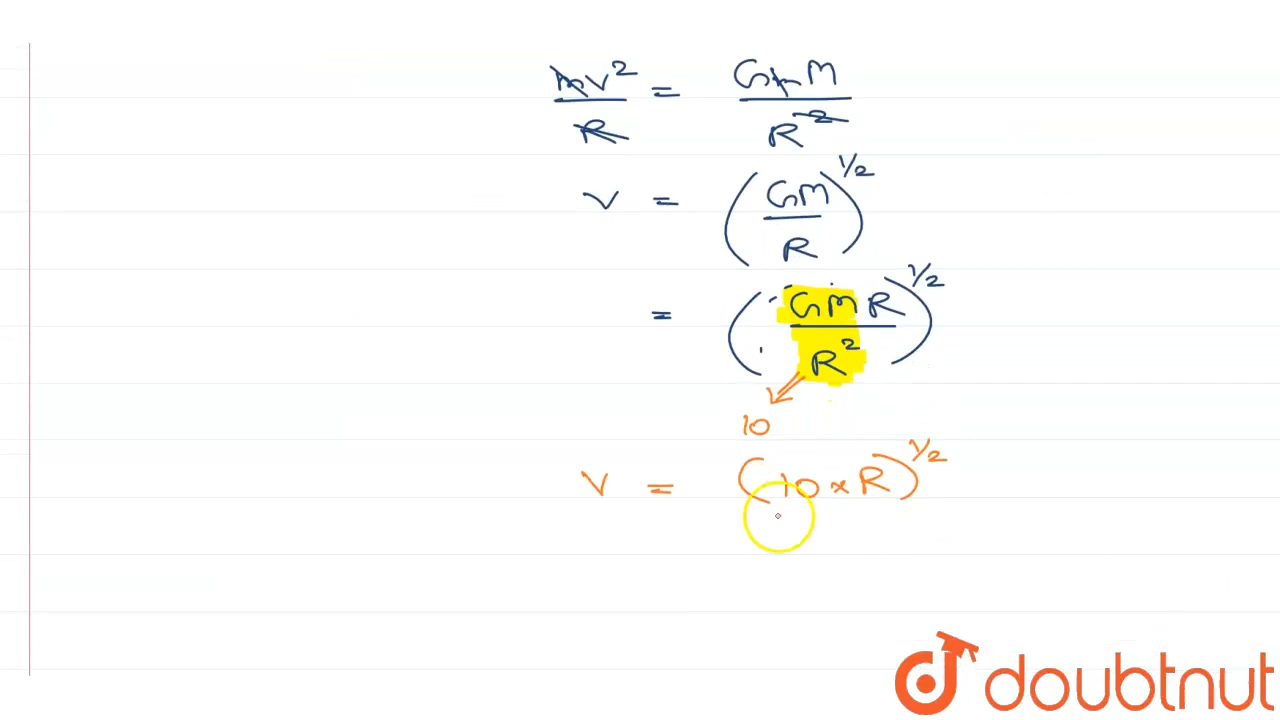 mv²/R = GmM/R²
v = (GM/R)^1/2
= (GMR/R²)^1/2
10
v = (10 × R)^1/2
doubtnut